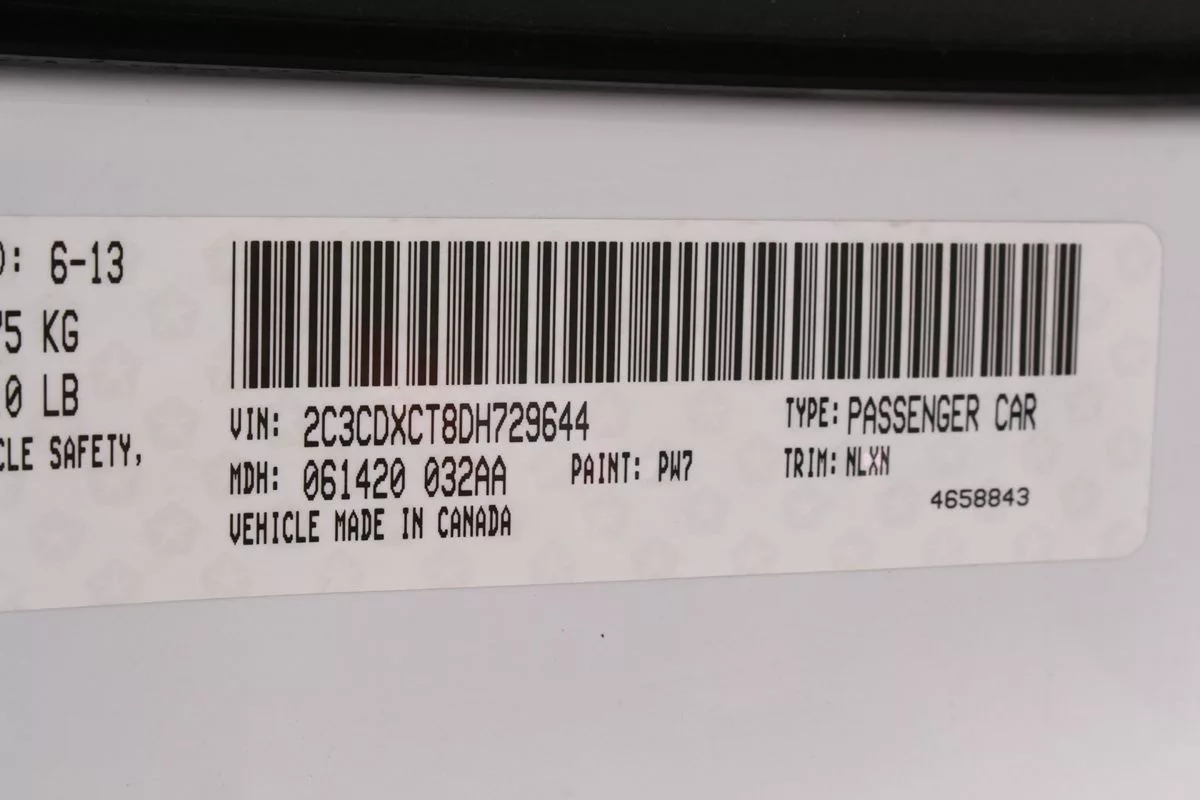 ): 6-13
75 KG
0 LB
CLE SAFETY,
VIN: 2C3CDXCT8DH729644
TYPE: PASSENGER CAR
MDH: 061420 032AA
PAINT: PW7
TRIM: NLXN
4658843
VEHICLE MADE IN CANADA